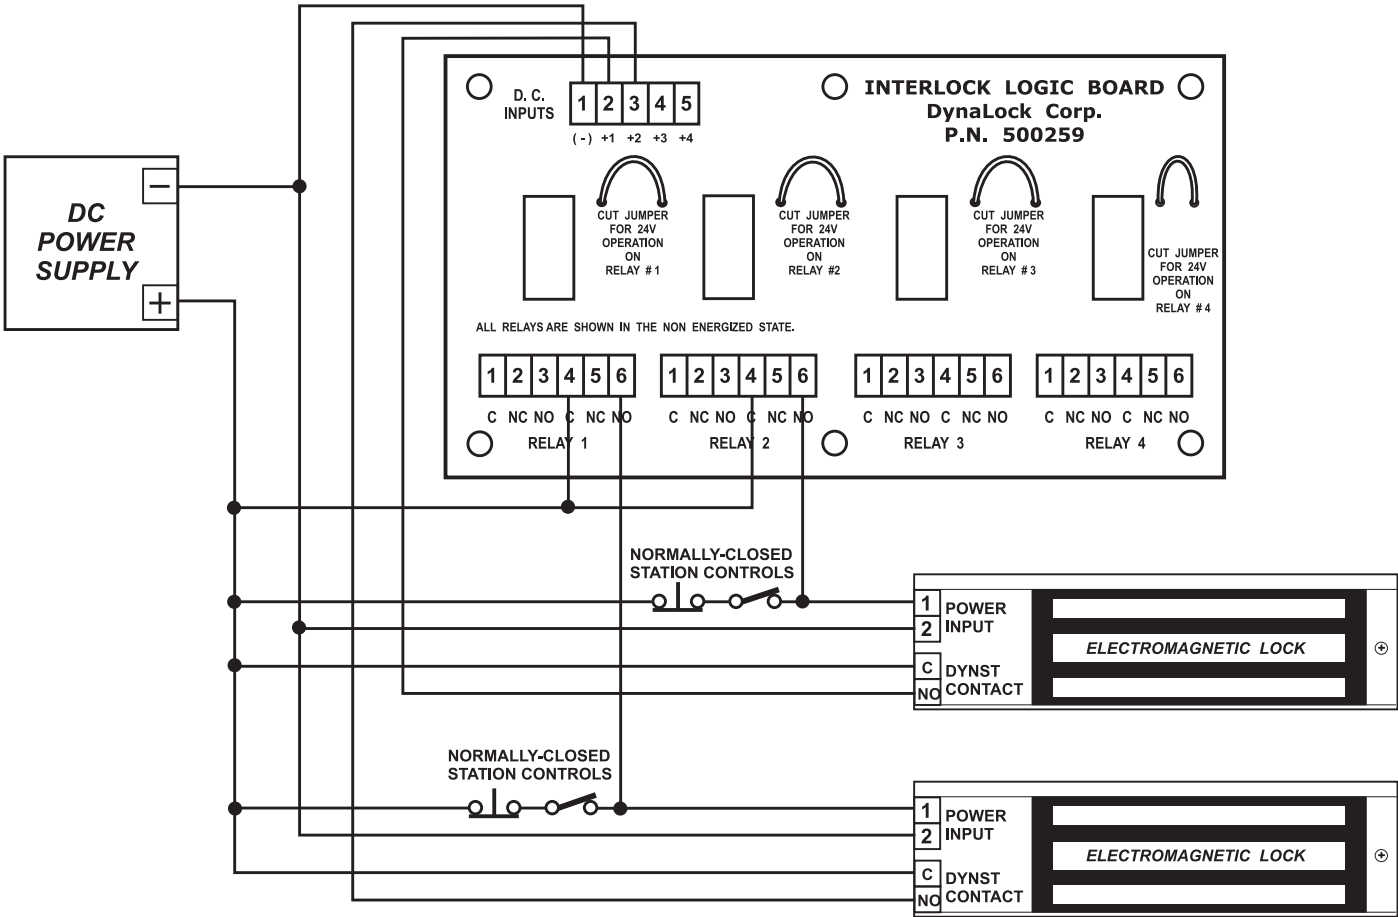 D. C.
INPUTS
1 2 3 4 5
(-) +1 +2 +3 +4
INTERLOCK LOGIC BOARD
DynaLock Corp.
P.N. 500259
DC
POWER
SUPPLY
−
+
CUT JUMPER
FOR 24V
OPERATION
ON
RELAY # 1
CUT JUMPER
FOR 24V
OPERATION
ON
RELAY #2
CUT JUMPER
FOR 24V
OPERATION
ON
RELAY # 3
CUT JUMPER
FOR 24V
OPERATION
ON
RELAY # 4
ALL RELAYS ARE SHOWN IN THE NON ENERGIZED STATE.
1 2 3 4 5 6
C NC NO C NC NO
RELAY 1
1 2 3 4 5 6
C NC NO C NC NO
RELAY 2
1 2 3 4 5 6
C NC NO C NC NO
RELAY 3
1 2 3 4 5 6
C NC NO C NC NO
RELAY 4
NORMALLY-CLOSED
STATION CONTROLS
1
2
POWER
INPUT
C
NO
DYNST
CONTACT
ELECTROMAGNETIC LOCK
NORMALLY-CLOSED
STATION CONTROLS
1
2
POWER
INPUT
C
NO
DYNST
CONTACT
ELECTROMAGNETIC LOCK